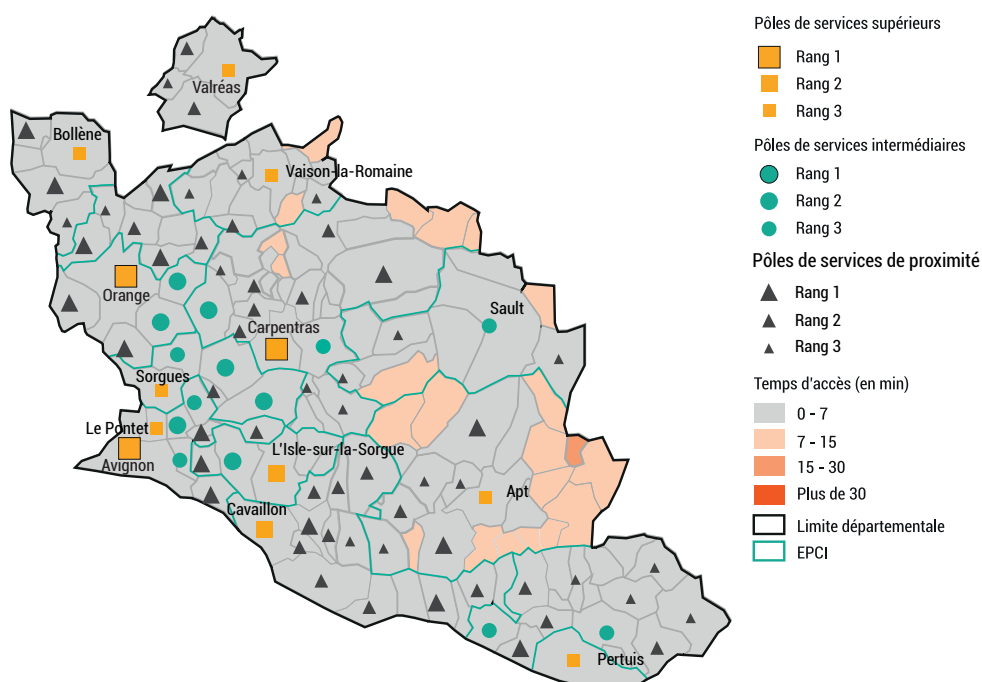 Valréas
Bollène
Vaison-la-Romaine
Orange
Sault
Carpentras
Sorgues
Le Pontet
Avignon
L'Isle-sur-la-Sorgue
Cavaillon
Apt
Pertuis
Pôles de services supérieurs
Rang 1
Rang 2
Rang 3
Pôles de services intermédiaires
Rang 1
Rang 2
Rang 3
Pôles de services de proximité
Rang 1
Rang 2
Rang 3
Temps d'accès (en min)
0 - 7
7 - 15
15 - 30
Plus de 30
Limite départementale
EPCI